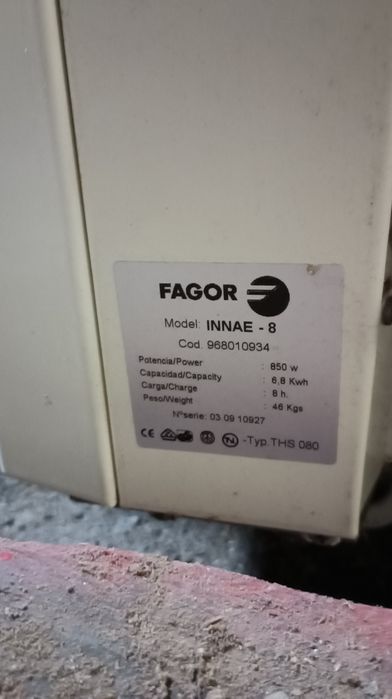 FAGOR
Model: INNAE - 8
Cod. 968010934
Potencia/Power : 850 w
Capacidad/Capacity : 6,8 Kwh
Carga/Charge : 8 h.
Peso/Weight : 46 Kgs
Nºserie: 03 09 10927
CE N -Typ.THS 080